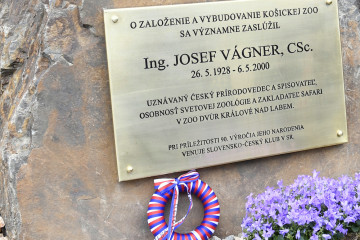 O ZALOŽENIE A VYBUDOVANIE KOŠICKEJ ZOO
SA VÝZNAMNE ZASLÚŽIL
Ing. JOSEF VÁGNER, CSc.
26. 5. 1928 - 6. 5. 2000
UZNÁVANÝ ČESKÝ PRÍRODOVEDEC A SPISOVATEĽ,
OSOBNOSŤ SVETOVEJ ZOOLÓGIE A ZAKLADATEĽ SAFARI
V ZOO DVŮR KRÁLOVÉ NAD LABEM.
PRI PRÍLEŽITOSTI 90. VÝROČIA JEHO NARODENIA
VENUJE SLOVENSKO-ČESKÝ KLUB V SR.